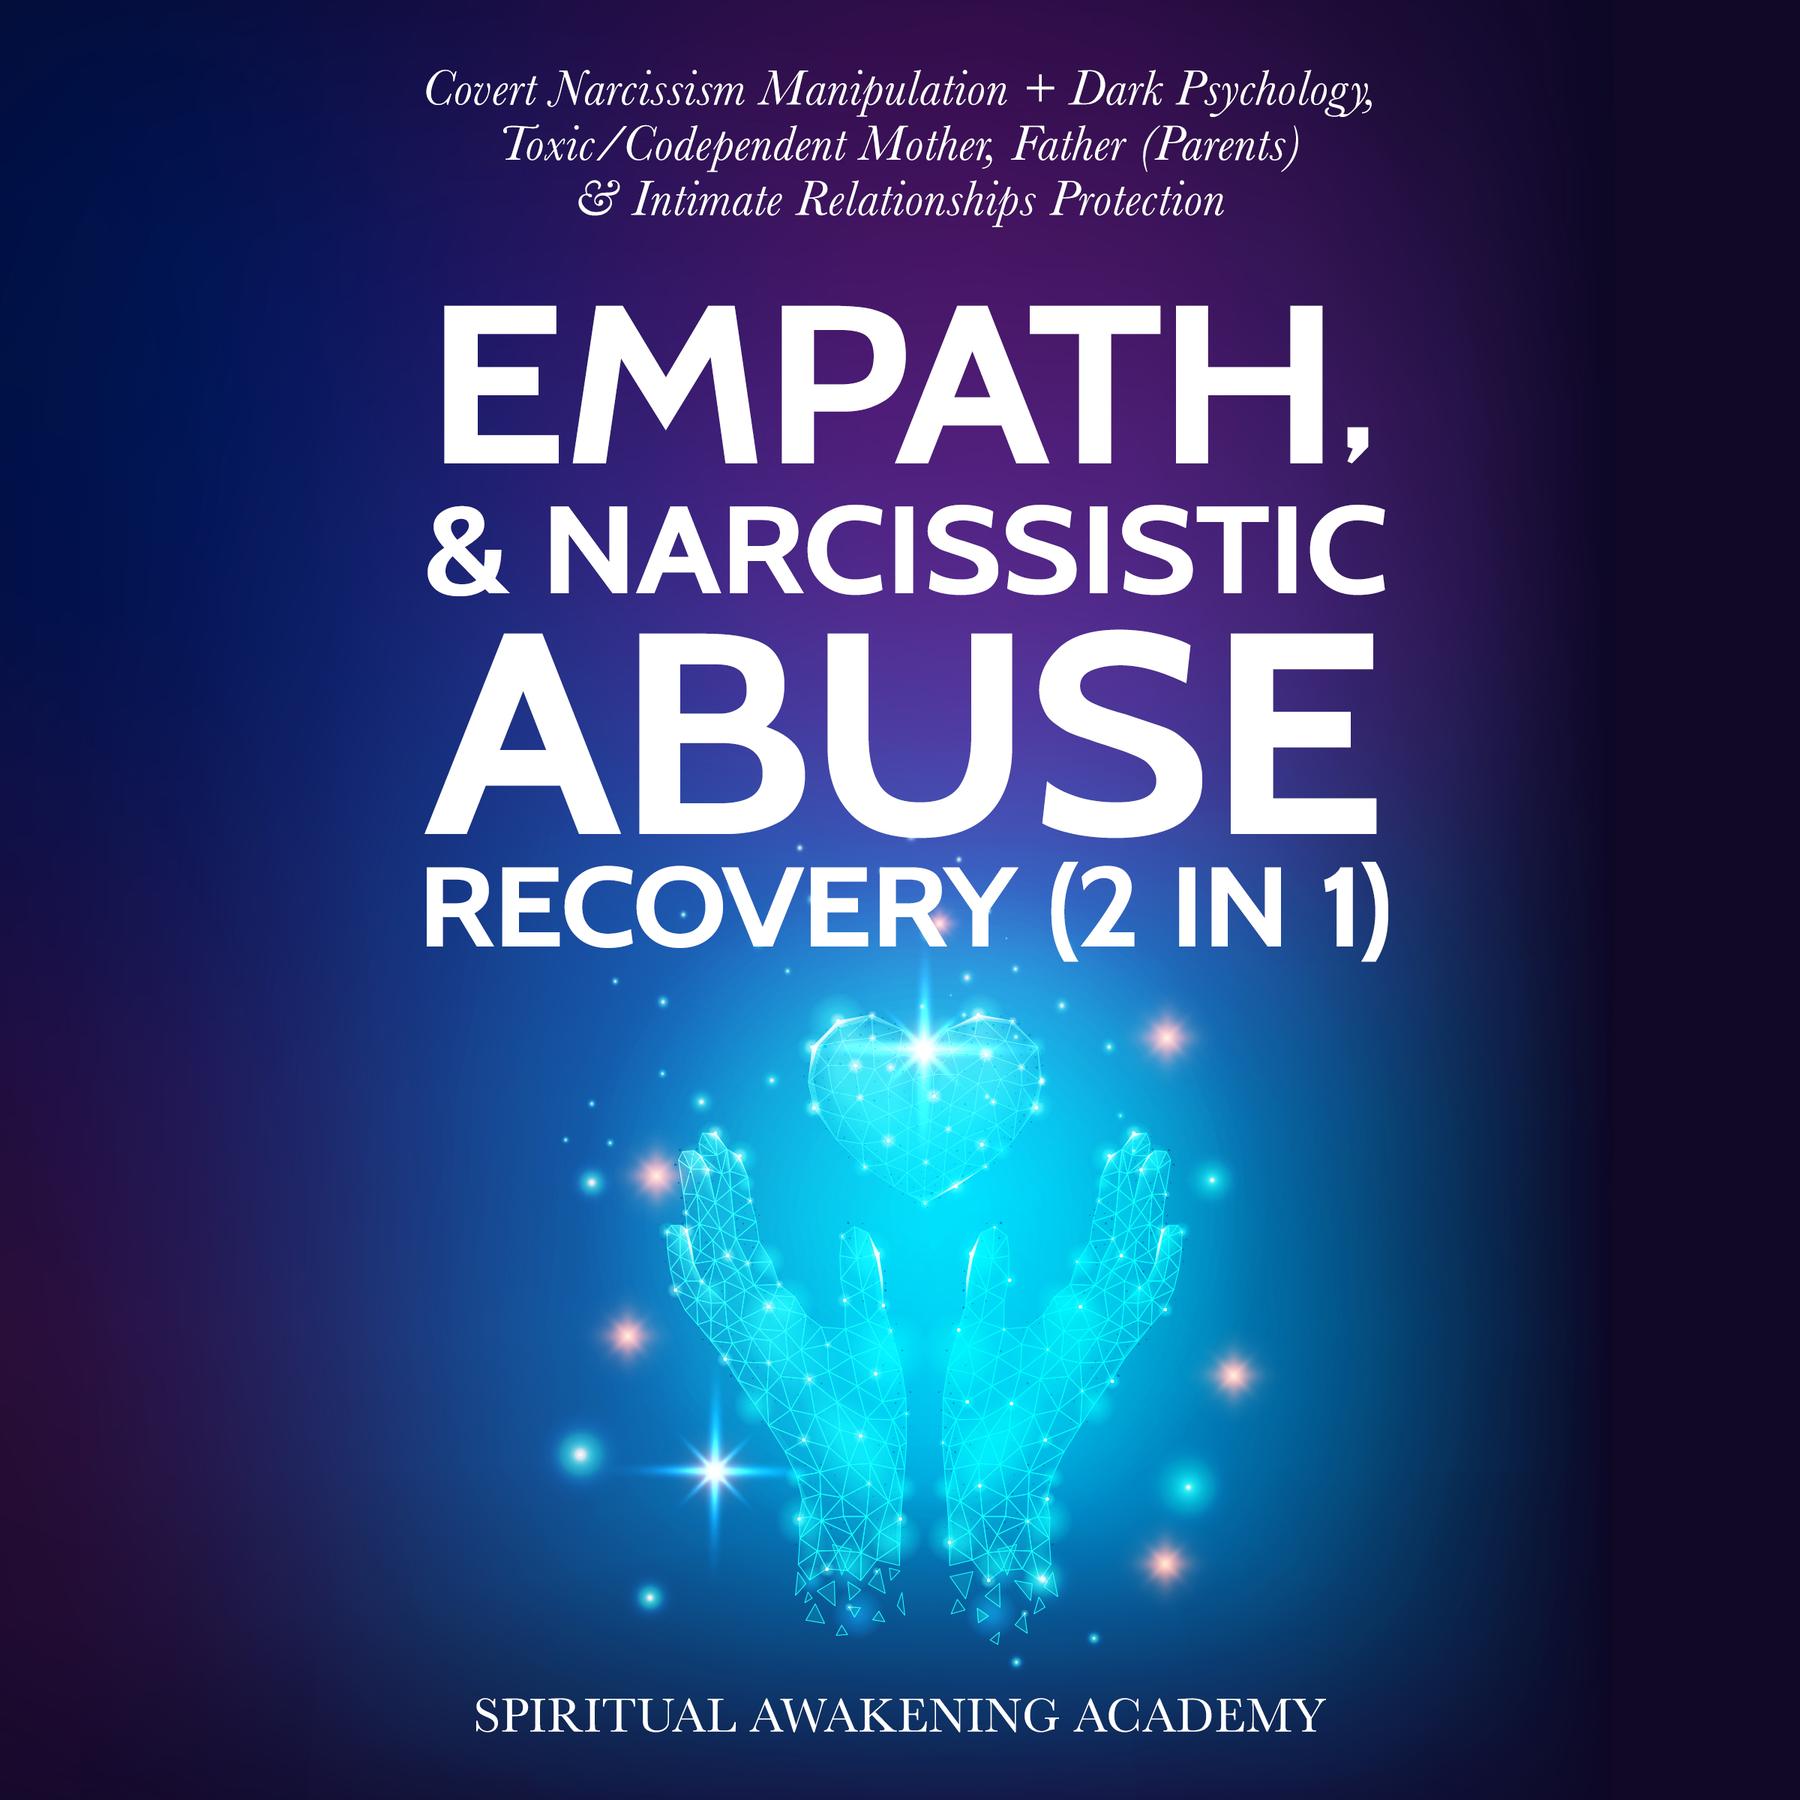 Covert Narcissism Manipulation + Dark Psychology,
Toxic/Codependent Mother, Father (Parents)
& Intimate Relationships Protection
EMPATH,
& NARCISSISTIC
ABUSE
RECOVERY (2 IN 1)
SPIRITUAL AWAKENING ACADEMY